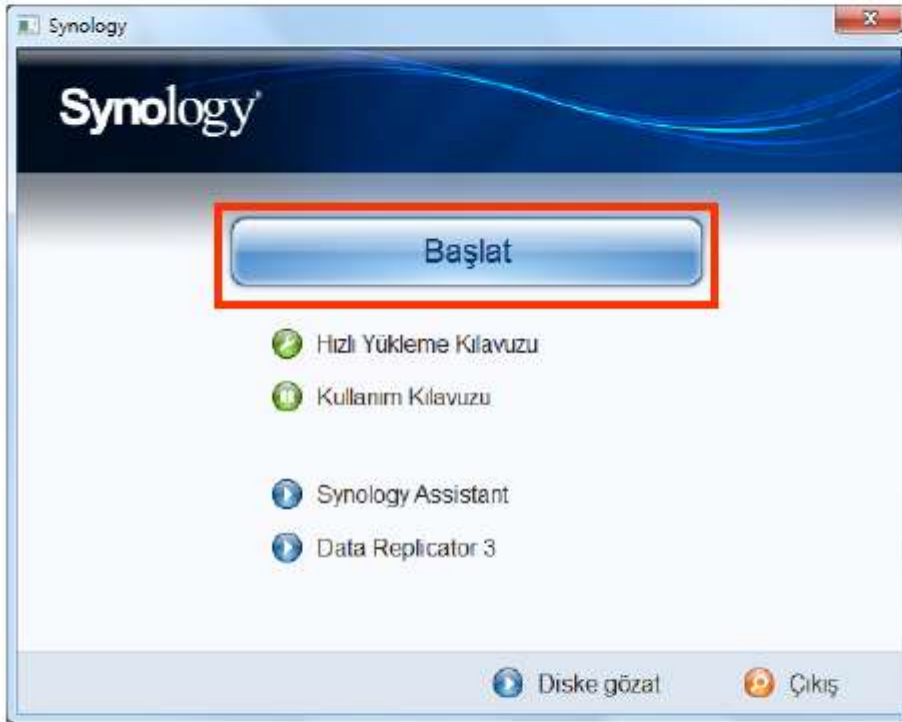 Synology
Synology
Başlat
Hızlı Yükleme Kılavuzu
Kullanım Kılavuzu
Synology Assistant
Data Replicator 3
Diske gözat
Çıkış